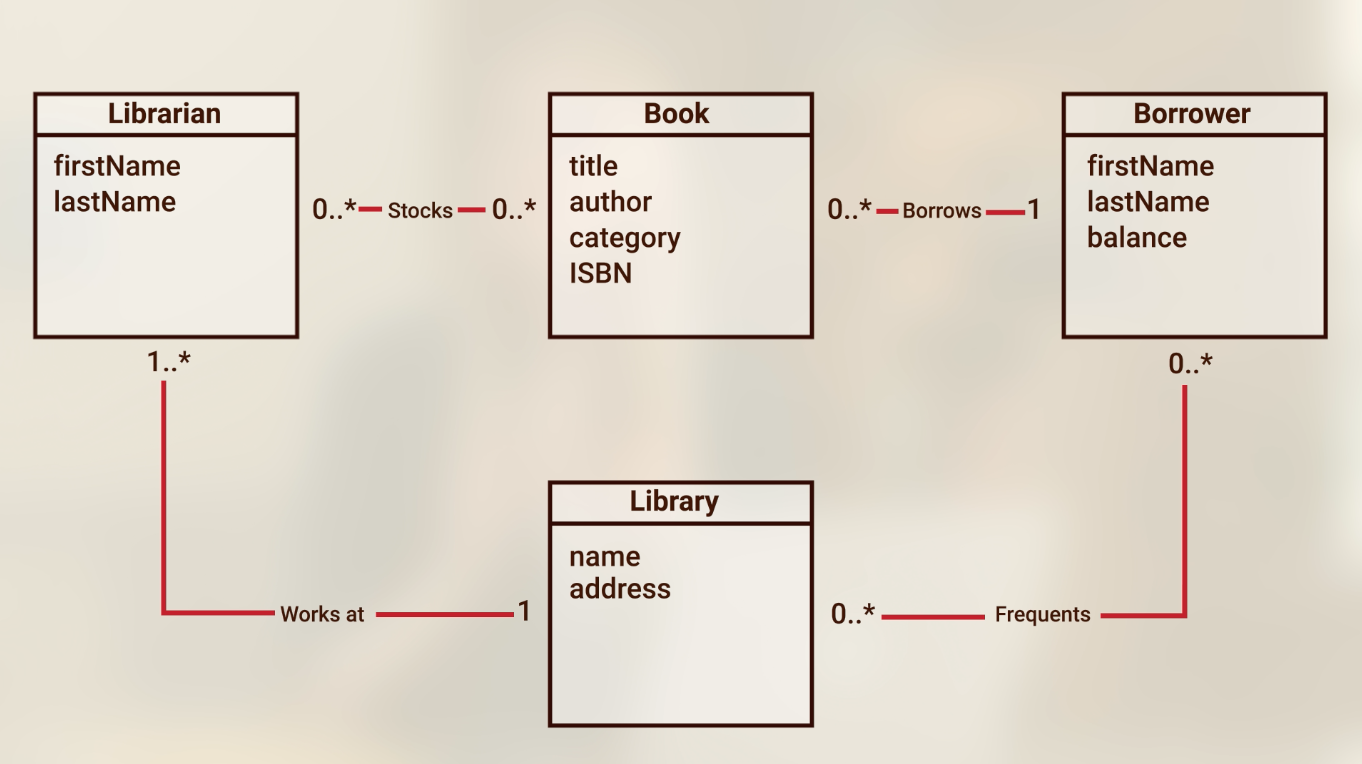 Librarian
firstName
lastName
0..* Stocks 0..*
Book
title
author
category
ISBN
0..* Borrows 1
Borrower
firstName
lastName
balance
1..*
Works at 1
Library
name
address
0..* Frequents
0..*